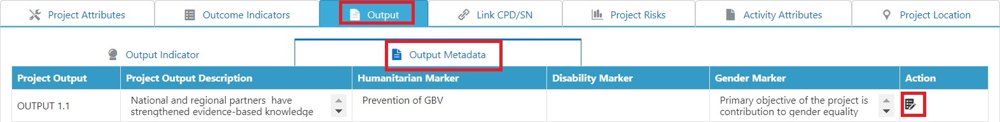 Project Attributes
Outcome Indicators
Output
Link CPD/SN
Project Risks
Activity Attributes
Project Location
Output Indicator
Output Metadata
Project Output
Project Output Description
Humanitarian Marker
Disability Marker
Gender Marker
Action
OUTPUT 1.1
National and regional partners have
strengthened evidence-based knowledge
Prevention of GBV
Primary objective of the project is
contribution to gender equality